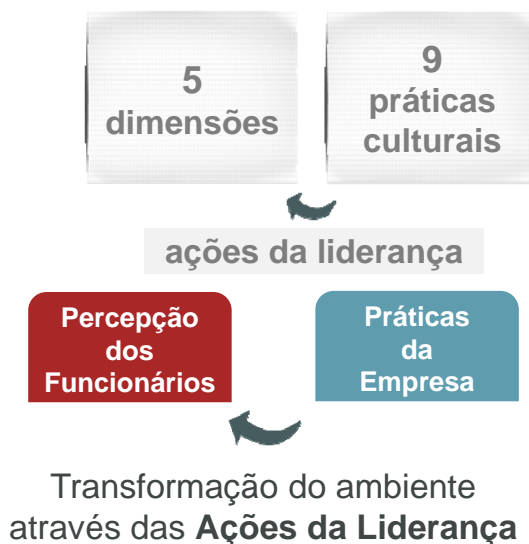 5
dimensões
9
práticas
culturais
ações da liderança
Percepção
dos
Funcionários
Práticas
da
Empresa
Transformação do ambiente
através das Ações da Liderança